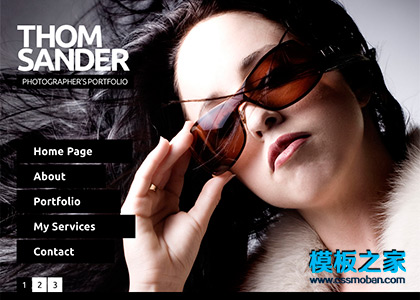 THOM
SANDER
PHOTOGRAPHER'S PORTFOLIO
Home Page
About
Portfolio
My Services
Contact
1 2 3
模板之家
www.cssmoban.com